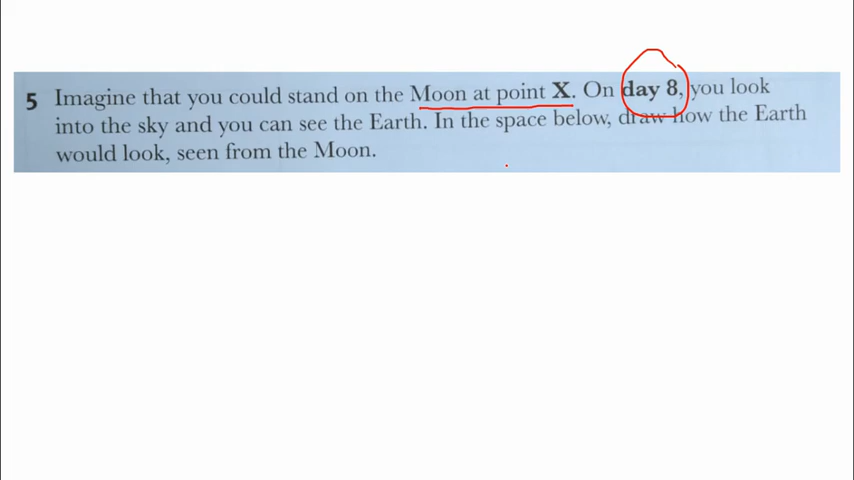 5 Imagine that you could stand on the Moon at point X. On day 8, you look
into the sky and you can see the Earth. In the space below, draw how the Earth
would look, seen from the Moon.